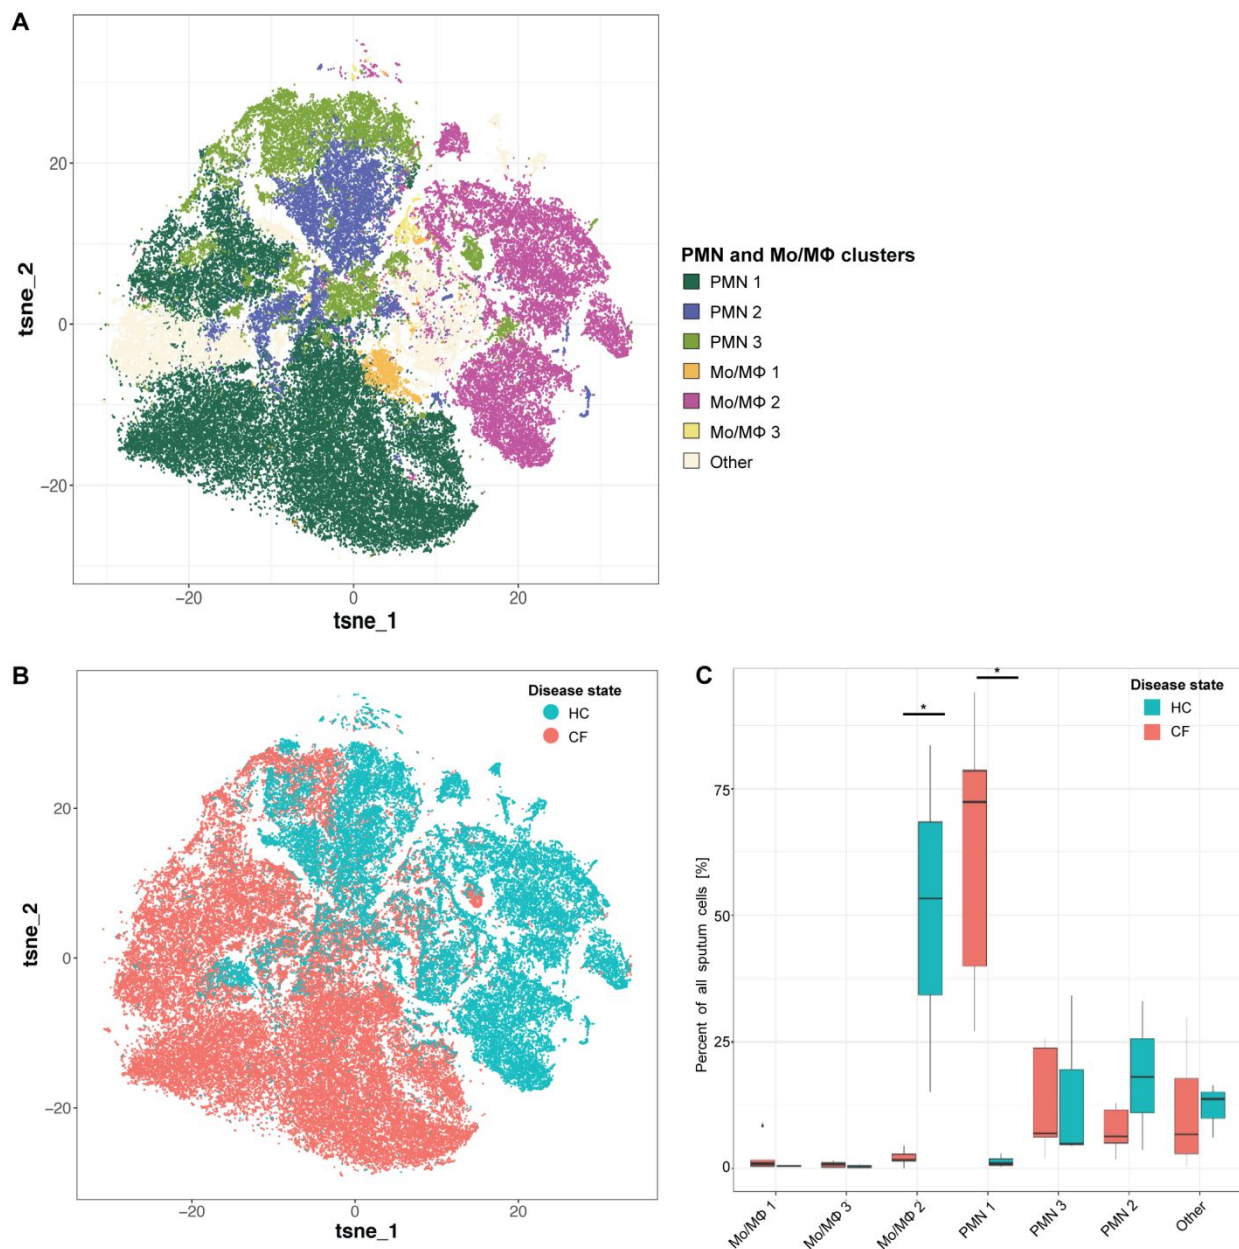 A
tsne_2
20
0
−20
−20
0
20
tsne_1
PMN and Mo/MΦ clusters
PMN 1
PMN 2
PMN 3
Mo/MΦ 1
Mo/MΦ 2
Mo/MΦ 3
Other
B
Disease state
HC
CF
tsne_2
20
0
−20
−20
0
20
tsne_1
C
*
*
Disease state
HC
CF
Percent of all sputum cells [%]
75
50
25
0
Mo/MΦ 1
Mo/MΦ 3
Mo/MΦ 2
PMN 1
PMN 3
PMN 2
Other